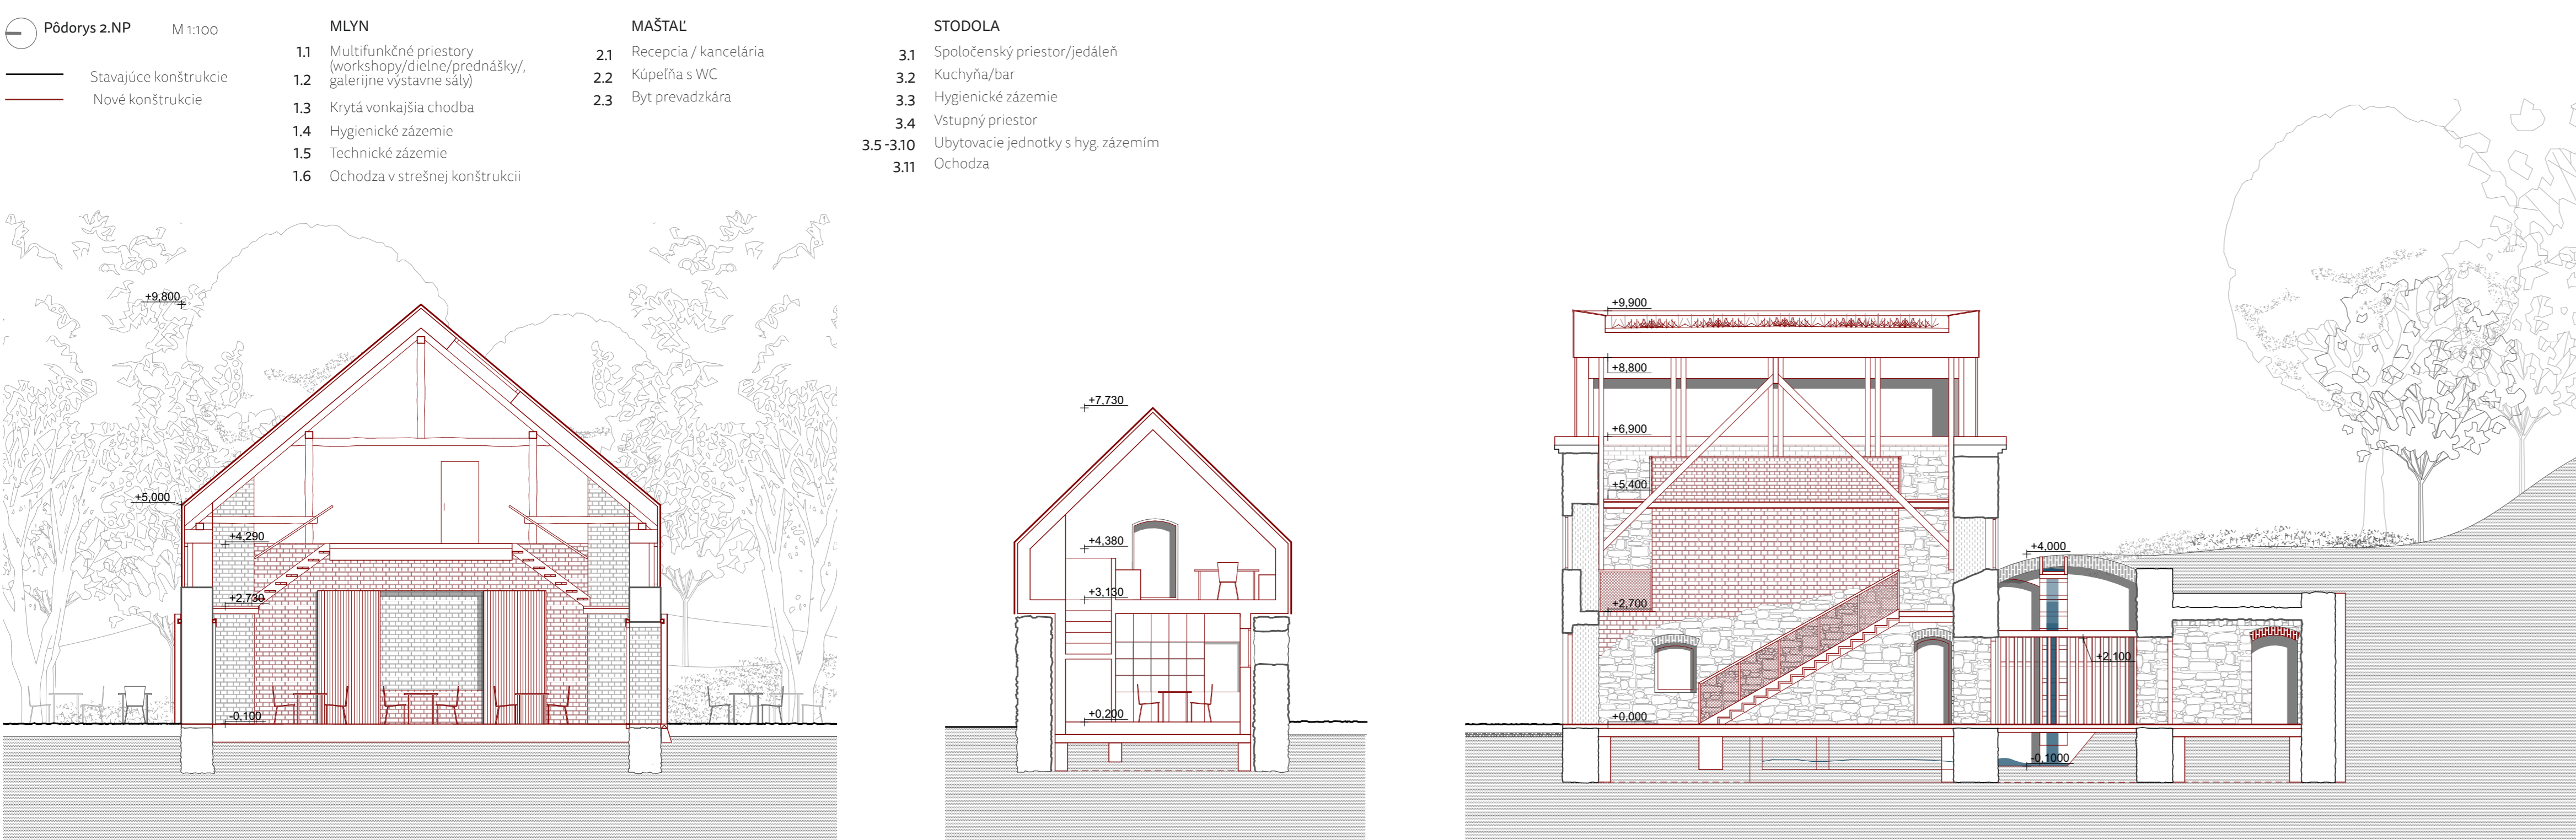 Pôdorys 2.NP M 1:100
Stavajúce konštrukcie
Nové konštrukcie
MLYN
1.1 Multifunkčné priestory
(workshopy/dielne/prednášky/,
1.2 galerijne výstavne sály)
1.3 Krytá vonkajšia chodba
1.4 Hygienické zázemie
1.5 Technické zázemie
1.6 Ochodza v strešnej konštrukcii
MAŠTAĽ
2.1 Recepcia / kancelária
2.2 Kúpeľňa s WC
2.3 Byt prevadzkára
STODOLA
3.1 Spoločenský priestor/jedáleň
3.2 Kuchyňa/bar
3.3 Hygienické zázemie
3.4 Vstupný priestor
3.5 -3.10 Ubytovacie jednotky s hyg. zázemím
3.11 Ochodza
+9,800
+5,000
+4,290
+2,730
-0,100
+7,730
+4,380
+3,130
+0,200
+9,900
+8,800
+6,900
+5,400
+4,000
+2,700
+2,100
+0,000
-0,1000